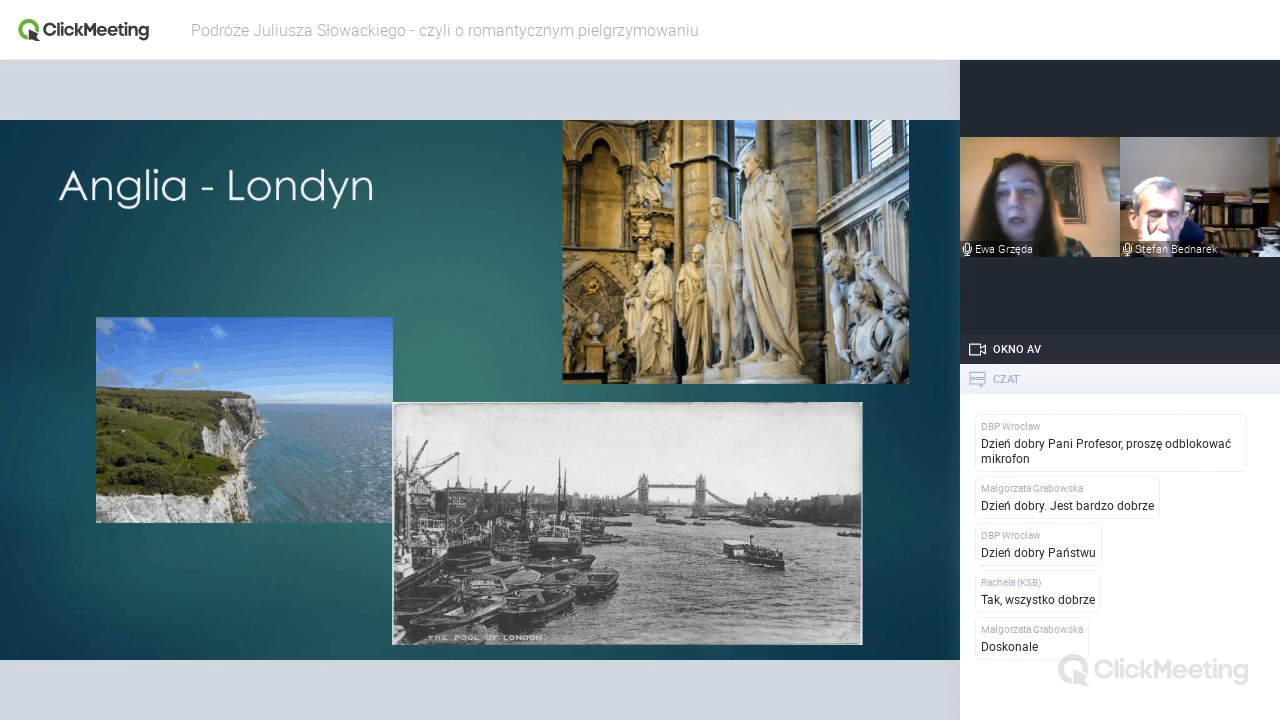 ClickMeeting
Podróże Juliusza Słowackiego - czyli o romantycznym pielgrzymowaniu
Anglia - Londyn
THE POOL OF LONDON.
Ewa Grzęda
Stefan Bednarek
OKNO AV
CZAT
DBP Wrocław
Dzień dobry Pani Profesor, proszę odblokować
mikrofon
Małgorzata Grabowska
Dzień dobry. Jest bardzo dobrze
DBP Wrocław
Dzień dobry Państwu
Rachela (KSB)
Tak, wszystko dobrze
Małgorzata Grabowska
Doskonale
ClickMeeting